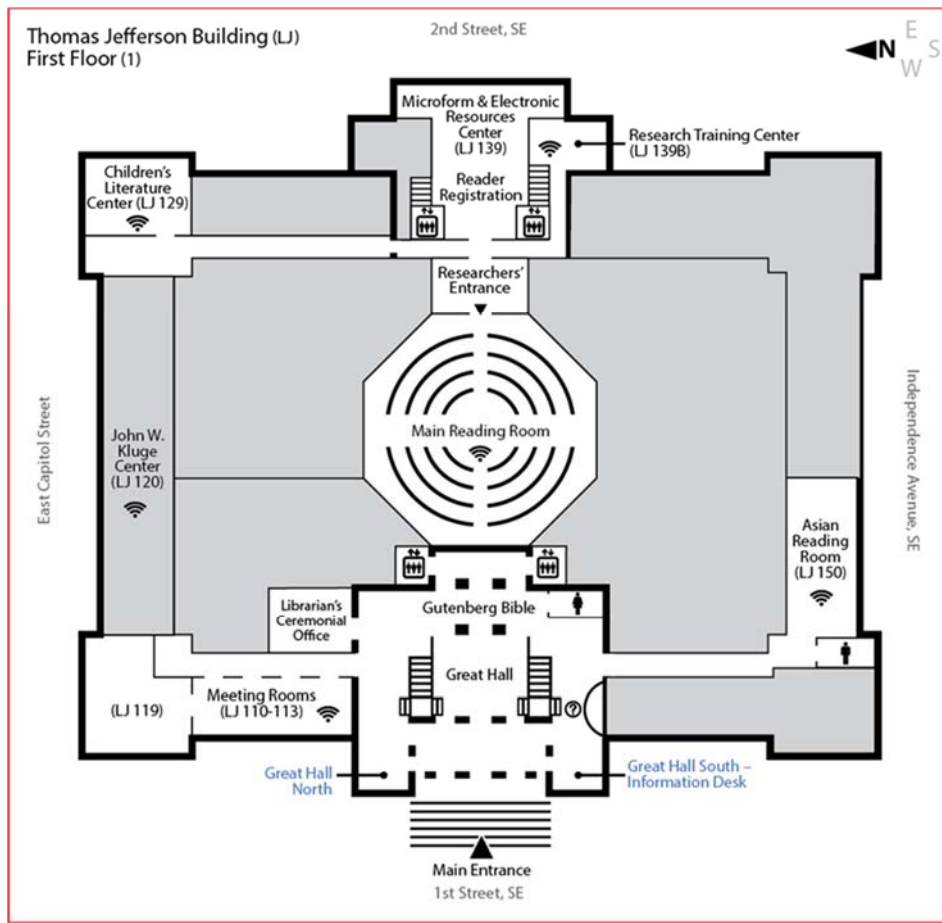 Thomas Jefferson Building (LJ)
First Floor (1)
2nd Street, SE
E
N
S
W
Microform & Electronic
Resources
Center
(LJ 139)
Reader
Registration
Research Training Center
(LJ 139B)
Children's
Literature
Center (LJ 129)
Researchers'
Entrance
Main Reading Room
John W.
Kluge
Center
(LJ 120)
East Capitol Street
Independence Avenue, SE
Asian
Reading
Room
(LJ 150)
Librarian's
Ceremonial
Office
Gutenberg Bible
Great Hall
(LJ 119)
Meeting Rooms
(LJ 110-113)
?
Great Hall
North
Great Hall South –
Information Desk
Main Entrance
1st Street, SE